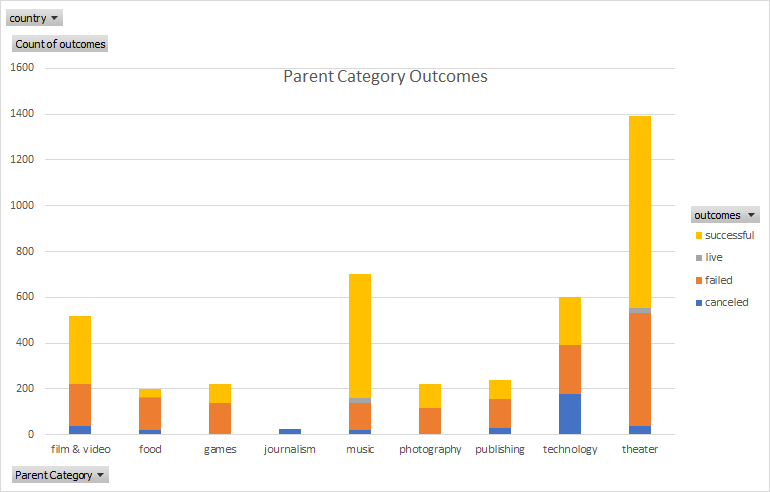 country
Count of outcomes
Parent Category Outcomes
1600
1400
1200
1000
800
600
400
200
0
film & video food games journalism music photography publishing technology theater
outcomes
successful
live
failed
canceled
Parent Category